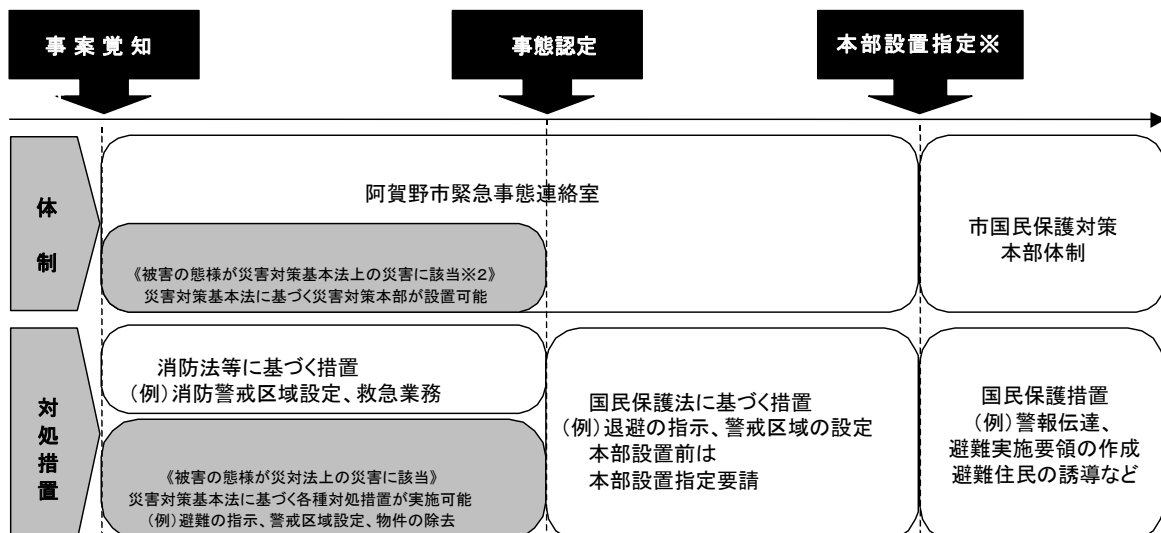 事案覚知
事態認定
本部設置指定※
体制
阿賀野市緊急事態連絡室
《被害の態様が災害対策基本法上の災害に該当※2》
災害対策基本法に基づく災害対策本部が設置可能
市国民保護対策
本部体制
対処措置
消防法等に基づく措置
(例)消防警戒区域設定、救急業務
《被害の態様が災対法上の災害に該当》
災害対策基本法に基づく各種対処措置が実施可能
(例)避難の指示、警戒区域設定、物件の除去
国民保護法に基づく措置
(例)退避の指示、警戒区域の設定
本部設置前は
本部設置指定要請
国民保護措置
(例)警報伝達、
避難実施要領の作成
避難住民の誘導など